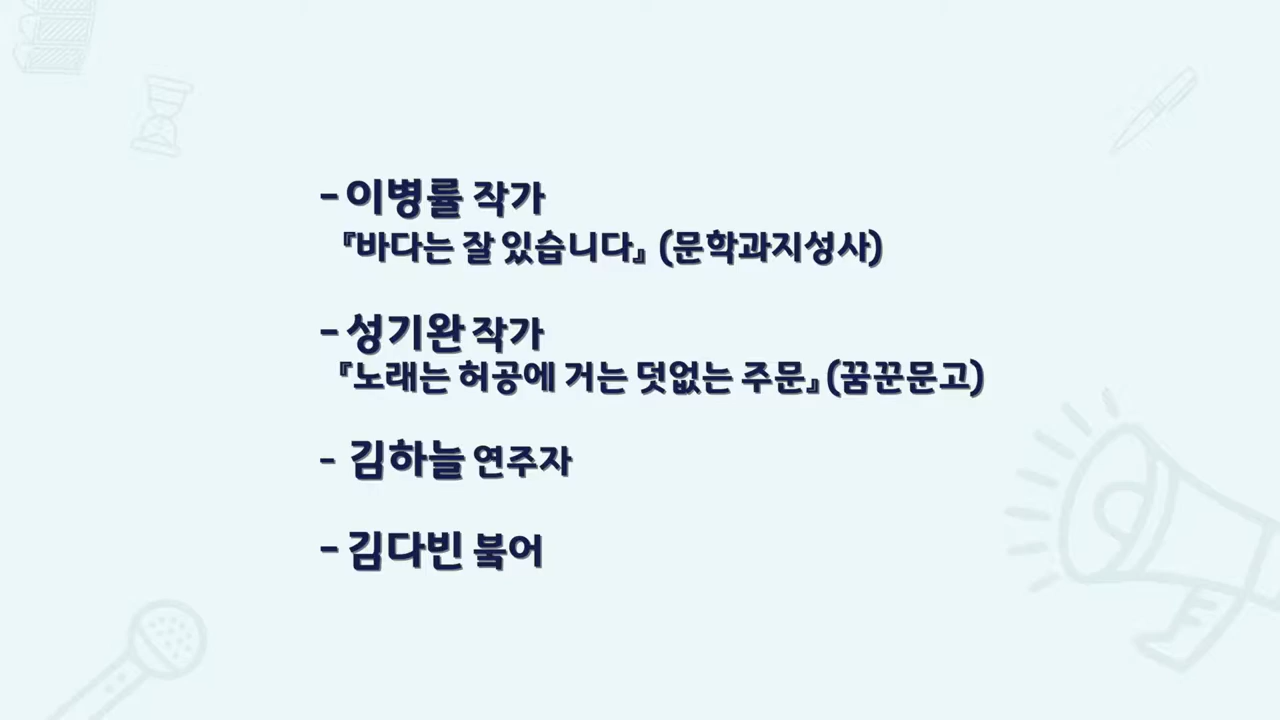 - 이병률 작가
『바다는 잘 있습니다』 (문학과지성사)
- 성기완 작가
『노래는 허공에 거는 덧없는 주문』 (꿈꾼문고)
- 김하늘 연주자
- 김다빈 북어